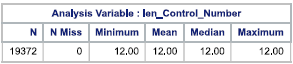 Analysis Variable : len_Control_Number
N N Miss Minimum Mean Median Maximum
19372 0 12.00 12.00 12.00 12.00